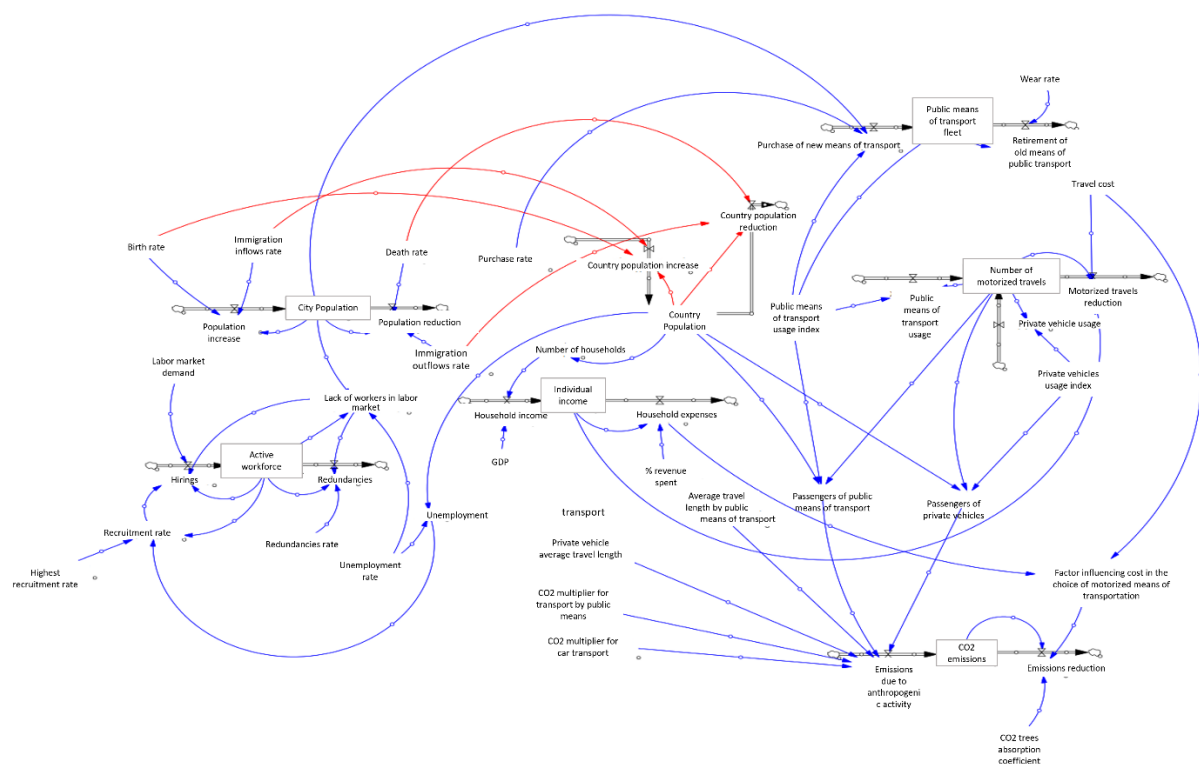 Wear rate
Public means
of transport
fleet
Purchase of new means of transport
Retirement
of old means of
public transport
Travel cost
Country population
reduction
Birth rate
Immigration
inflows rate
Death rate
Purchase rate
Country population increase
Number of
motorized travels
Motorized travels
reduction
Public
means of
transport
usage
City Population
Population
increase
Population reduction
Country
Population
Public means
of transport
usage index
Private vehicle usage
Immigration
outflows rate
Number of households
Private vehicles
usage index
Labor market
demand
Lack of workers in labor
market
Individual
income
Household income
Household expenses
GDP
% revenue
spent
Active
workforce
Hirings
Redundancies
Average travel
length by public
means of transport
Passengers of public
means of transport
Passengers of
private vehicles
Unemployment
transport
Recruitment rate
Redundancies rate
Unemployment
rate
Highest
recruitment rate
Private vehicle
average travel length
Factor influencing cost in the
choice of motorized means of
transportation
CO2 multiplier for
transport by public
means
CO2 multiplier for
car transport
CO2
emissions
Emissions
due to
anthropogeni
c activity
Emissions reduction
CO2 trees
absorption
coefficient